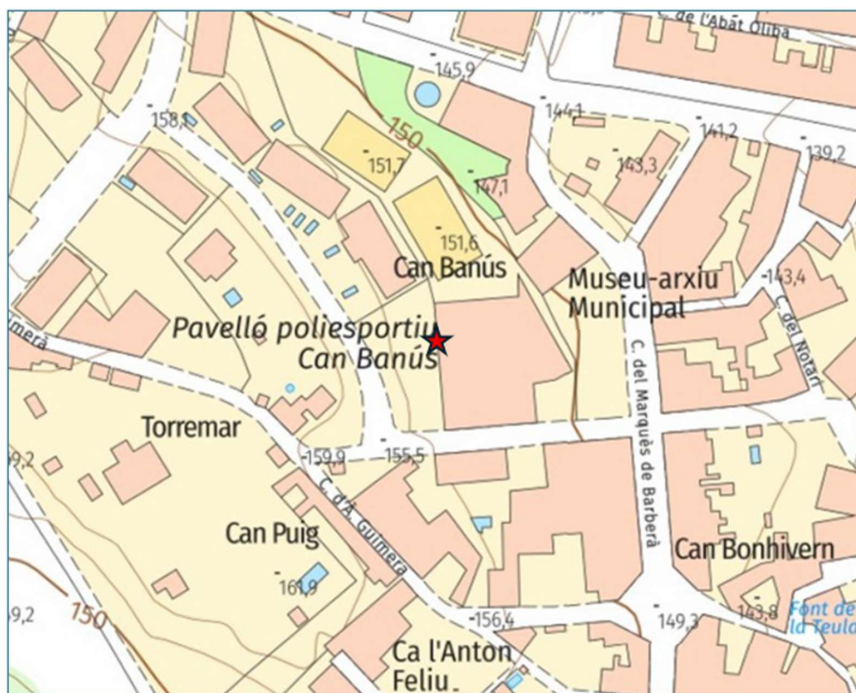 C. de l'Abat Oliba
145,9
158,1
150
144,1
141,2
139,2
151,7
143,3
147,1
151,6
Can Banús
Museu-arxiu
Municipal
143,4
Pavelló poliesportiu
Can Banús
C. del Notari
C. del Marquès de Barberà
Torremar
159,9
155,5
C. d'À. Guimerà
Can Puig
Can Bonhivern
161,9
150
156,4
149,3
143,8
Font de
la Teula
Ca l'Anton
Feliu